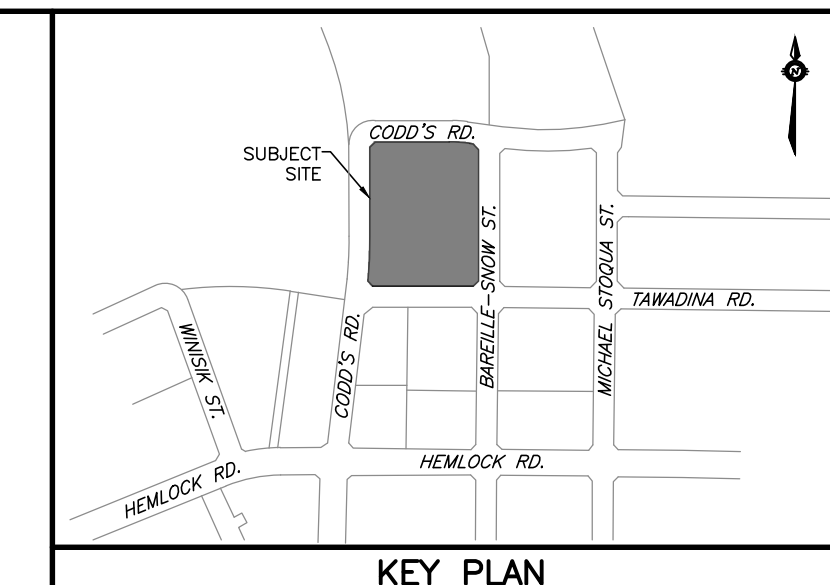 N
CODD'S RD.
SUBJECT
SITE
BAREILLE-SNOW ST.
MICHAEL STOQUA ST.
TAWADINA RD.
WINISIK ST.
CODD'S RD.
HEMLOCK RD.
HEMLOCK RD.
KEY PLAN